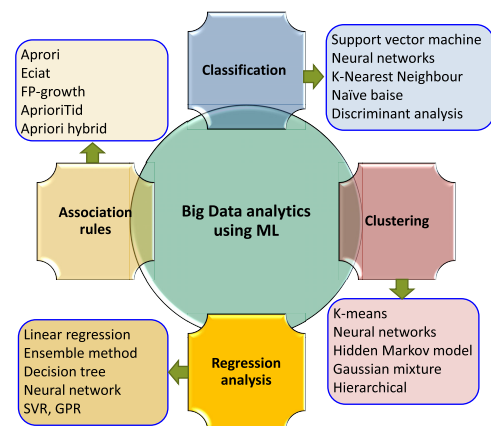 Aprori
Eciat
FP-growth
AprioriTid
Apriori hybrid
Classification
Support vector machine
Neural networks
K-Nearest Neighbour
Naïve baise
Discriminant analysis
Association
rules
Big Data analytics
using ML
Clustering
Linear regression
Ensemble method
Decision tree
Neural network
SVR, GPR
Regression
analysis
K-means
Neural networks
Hidden Markov model
Gaussian mixture
Hierarchical